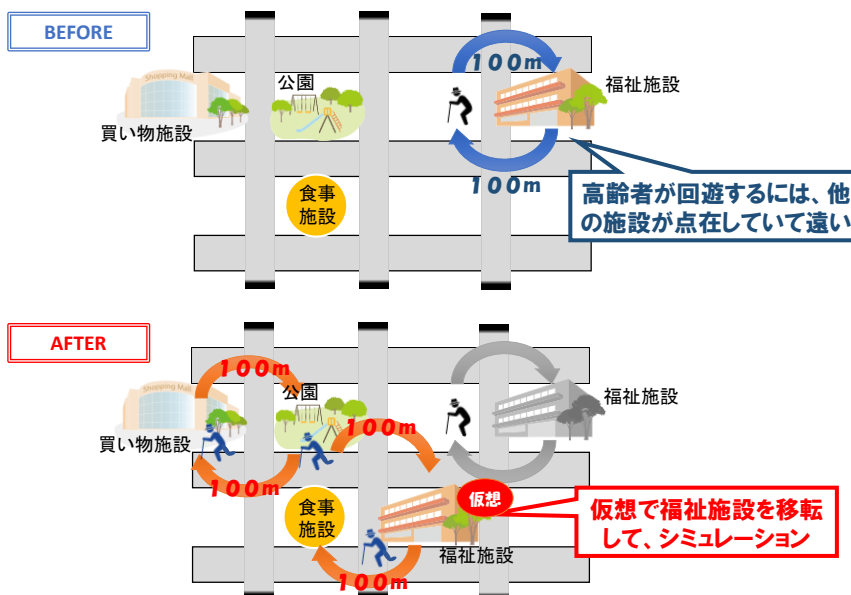 BEFORE
Shopping Mall
買い物施設
公園
100m
福祉施設
100m
食事
施設
高齢者が回遊するには、他
の施設が点在していて遠い
AFTER
100m
Shopping Mall
公園
福祉施設
買い物施設
100m
100m
仮想
食事
施設
福祉施設
100m
仮想で福祉施設を移転
して、シミュレーション